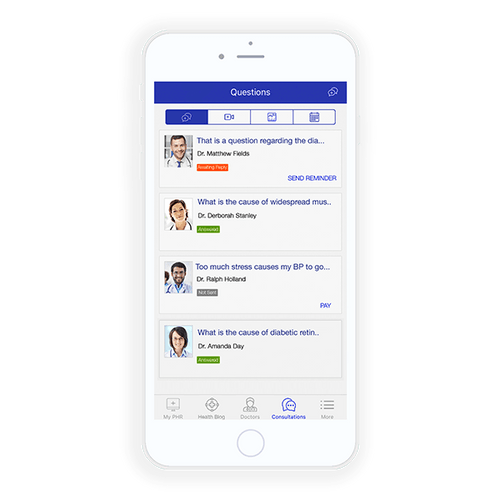 Questions
That is a question regarding the dia...
Dr. Matthew Fields
Awaiting Reply
SEND REMINDER
What is the cause of widespread mus..
Dr. Derborah Stanley
Answered
Too much stress causes my BP to go...
Dr. Ralph Holland
Not Sent
PAY
What is the cause of diabetic retin..
Dr. Amanda Day
Answered
My PHR Health Blog Doctors Consultations More